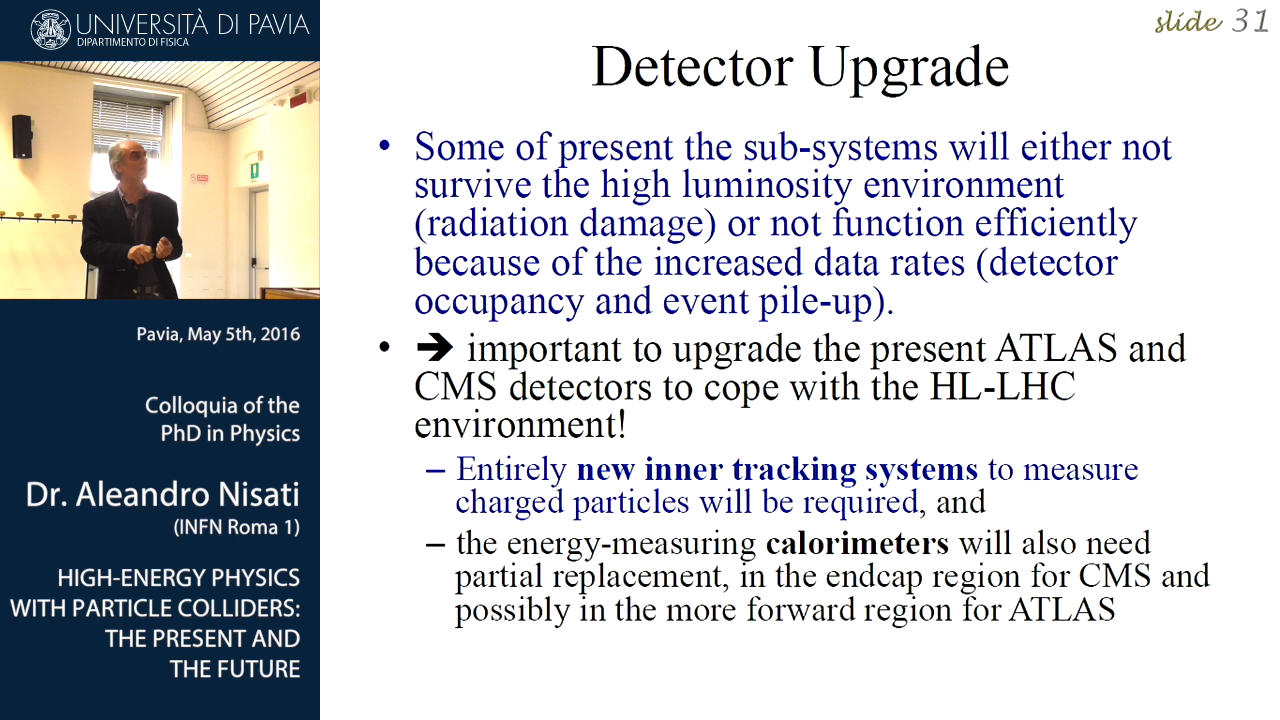 UNIVERSITÀ DI PAVIA
DIPARTIMENTO DI FISICA
Pavia, May 5th, 2016
Colloquia of the
PhD in Physics
Dr. Aleandro Nisati
(INFN Roma 1)
HIGH-ENERGY PHYSICS
WITH PARTICLE COLLIDERS:
THE PRESENT AND
THE FUTURE
slide 31
Detector Upgrade
• Some of present the sub-systems will either not
survive the high luminosity environment
(radiation damage) or not function efficiently
because of the increased data rates (detector
occupancy and event pile-up).
• ➔ important to upgrade the present ATLAS and
CMS detectors to cope with the HL-LHC
environment!
– Entirely new inner tracking systems to measure
charged particles will be required, and
– the energy-measuring calorimeters will also need
partial replacement, in the endcap region for CMS and
possibly in the more forward region for ATLAS